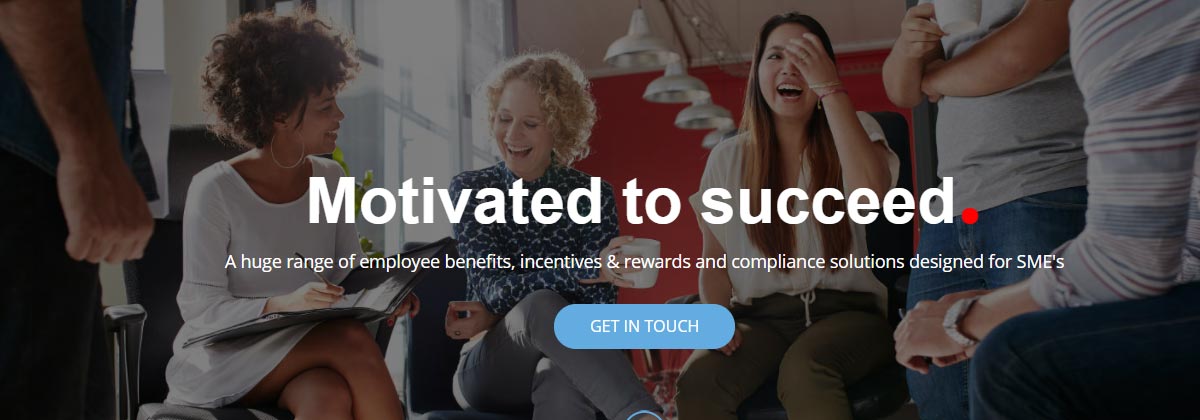 Motivated to succeed.
A huge range of employee benefits, incentives & rewards and compliance solutions designed for SME's
GET IN TOUCH